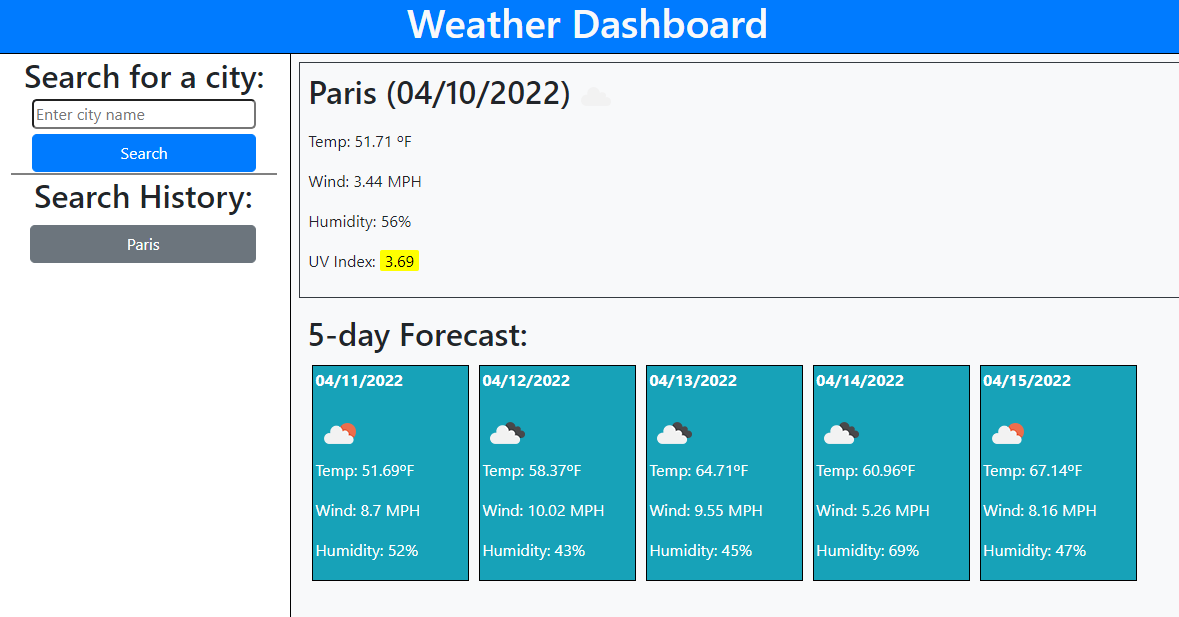 Weather Dashboard
Search for a city:
Enter city name
Search
Search History:
Paris
Paris (04/10/2022)
Temp: 51.71 ºF
Wind: 3.44 MPH
Humidity: 56%
UV Index: 3.69
5-day Forecast:
04/11/2022
Temp: 51.69ºF
Wind: 8.7 MPH
Humidity: 52%
04/12/2022
Temp: 58.37ºF
Wind: 10.02 MPH
Humidity: 43%
04/13/2022
Temp: 64.71ºF
Wind: 9.55 MPH
Humidity: 45%
04/14/2022
Temp: 60.96ºF
Wind: 5.26 MPH
Humidity: 69%
04/15/2022
Temp: 67.14ºF
Wind: 8.16 MPH
Humidity: 47%